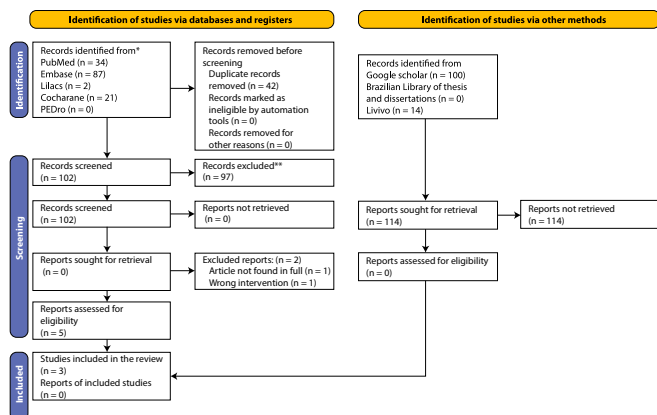 Identification of studies via databases and registers
Identification of studies via other methods
Identification
Records identified from*
PubMed (n = 34)
Embase (n = 87)
Lilacs (n = 2)
Cocharane (n = 21)
PEDro (n = 0)
Records removed before
screening
Duplicate records
removed (n = 42)
Records marked as
ineligible by automation
tools (n = 0)
Records removed for
other reasons (n = 0)
Records identified from
Google scholar (n = 100)
Brazilian Library of thesis
and dissertations (n = 0)
Livivo (n = 14)
Screening
Records screened
(n = 102)
Records excluded**
(n = 97)
Records screened
(n = 102)
Reports not retrieved
(n = 0)
Reports sought for retrieval
(n = 114)
Reports not retrieved
(n = 114)
Reports sought for retrieval
(n = 0)
Excluded reports: (n = 2)
Article not found in full (n = 1)
Wrong intervention (n = 1)
Reports assessed for eligibility
(n = 0)
Reports assessed for
eligibility
(n = 5)
Included
Studies included in the review
(n = 3)
Reports of included studies
(n = 0)